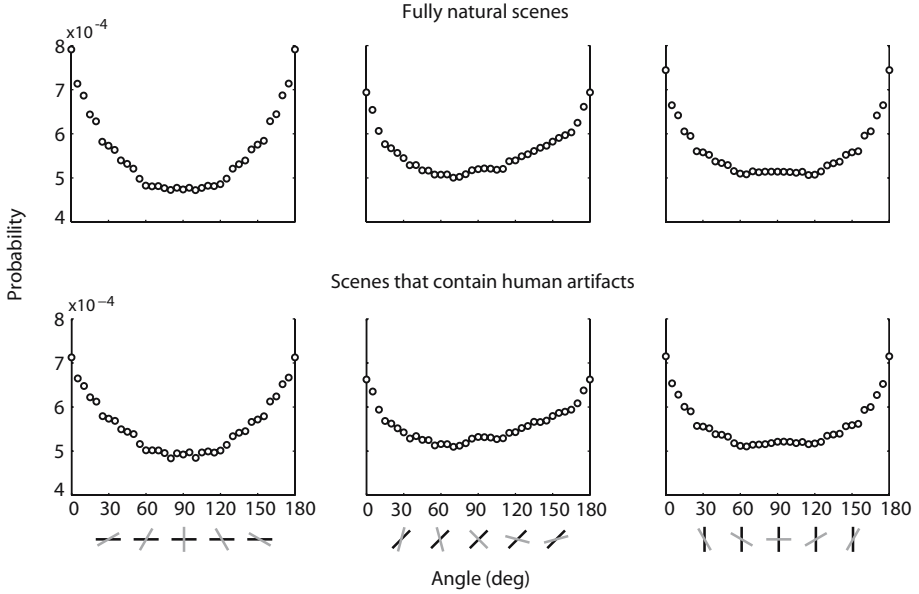 Fully natural scenes
x10⁻⁴
8
7
6
5
4
Probability
Scenes that contain human artifacts
x10⁻⁴
8
7
6
5
4
0 30 60 90 120 150 180
0 30 60 90 120 150 180
0 30 60 90 120 150 180
Angle (deg)